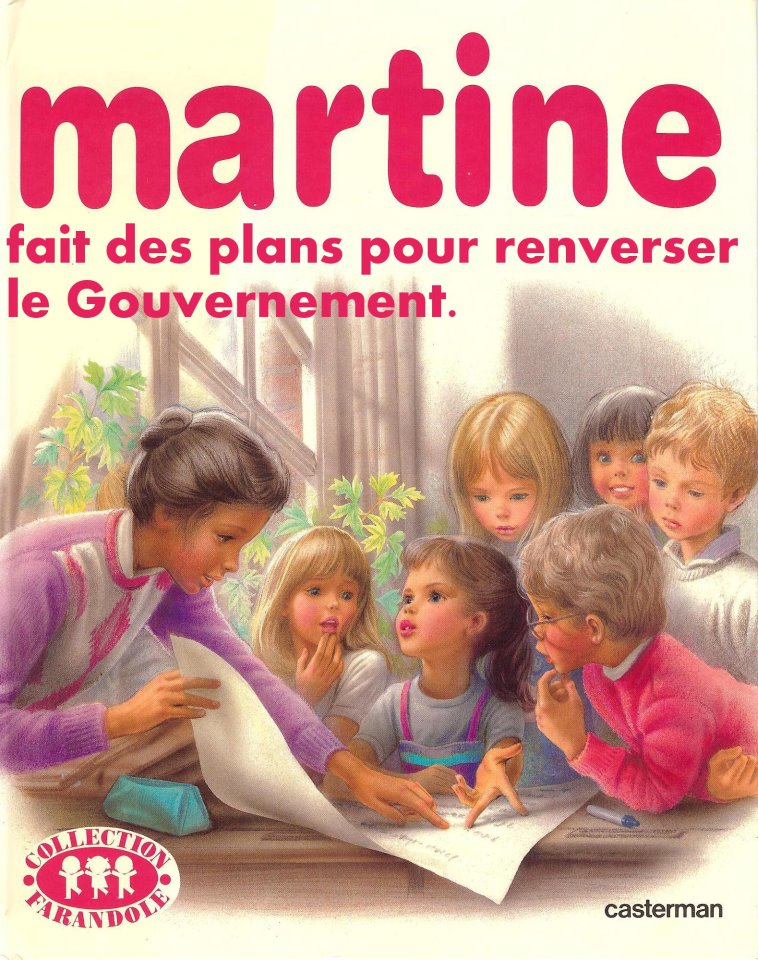 martine
fait des plans pour renverser
le Gouvernement.
COLLECTION
FARANDOLE
casterman